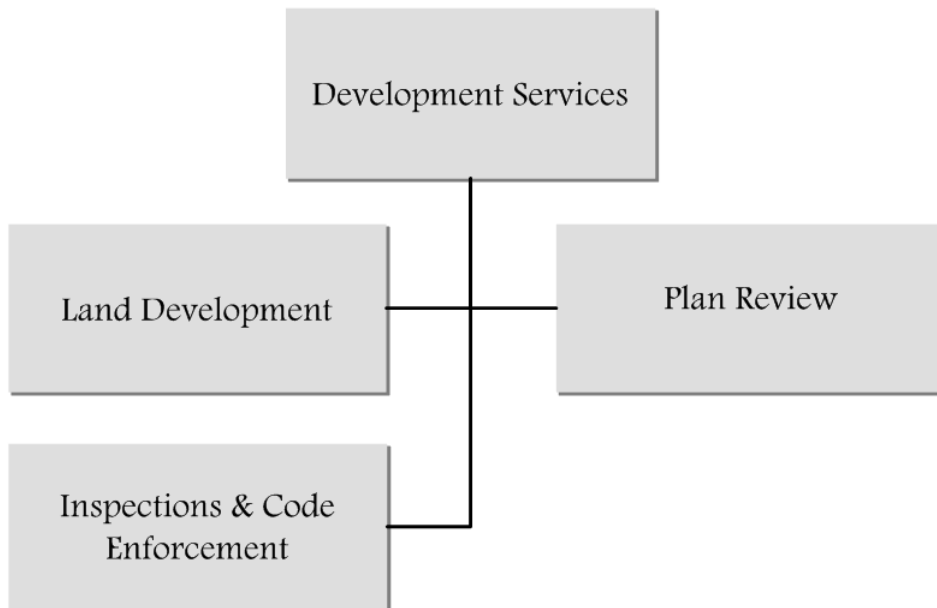 Development Services
Land Development
Plan Review
Inspections & Code
Enforcement